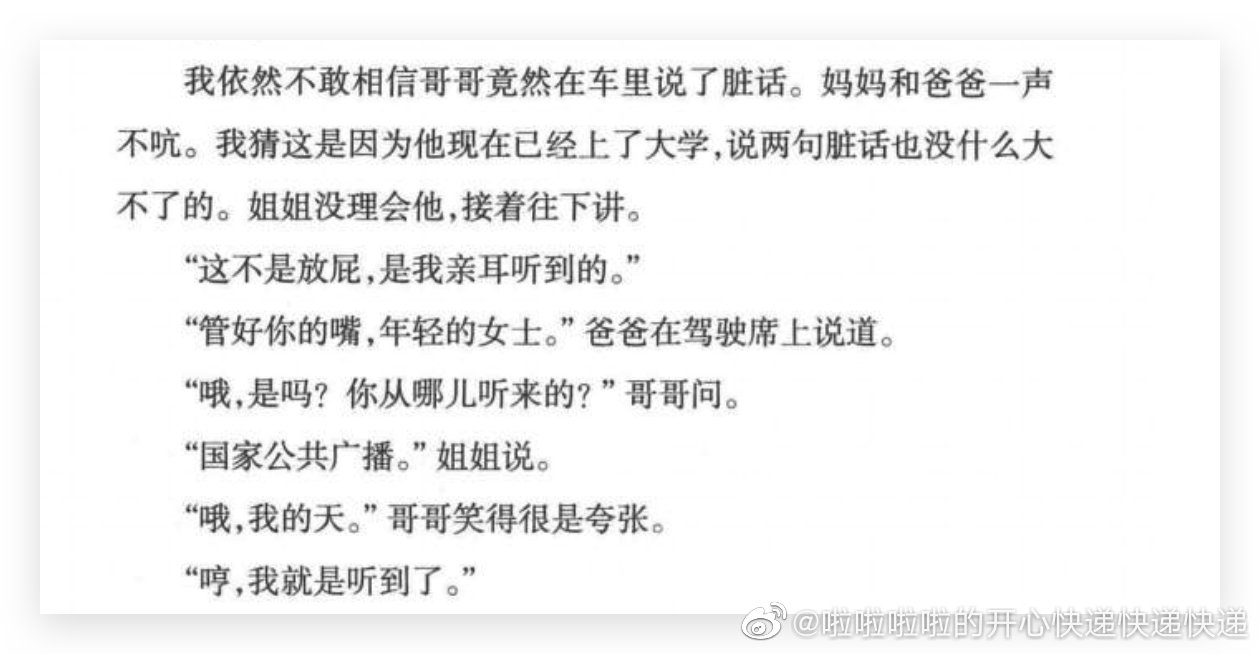 我依然不敢相信哥哥竟然在车里说了脏话。妈妈和爸爸一声
不吭。我猜这是因为他现在已经上了大学,说两句脏话也没什么大
不了的。姐姐没理会他,接着往下讲。
“这不是放屁,是我亲耳听到的。”
“管好你的嘴,年轻的女士。”爸爸在驾驶席上说道。
“哦,是吗？你从哪儿听来的？”哥哥问。
“国家公共广播。”姐姐说。
“哦,我的天。”哥哥笑得很是夸张。
“哼,我就是听到了。”
@啦啦啦啦的开心快递快递快递